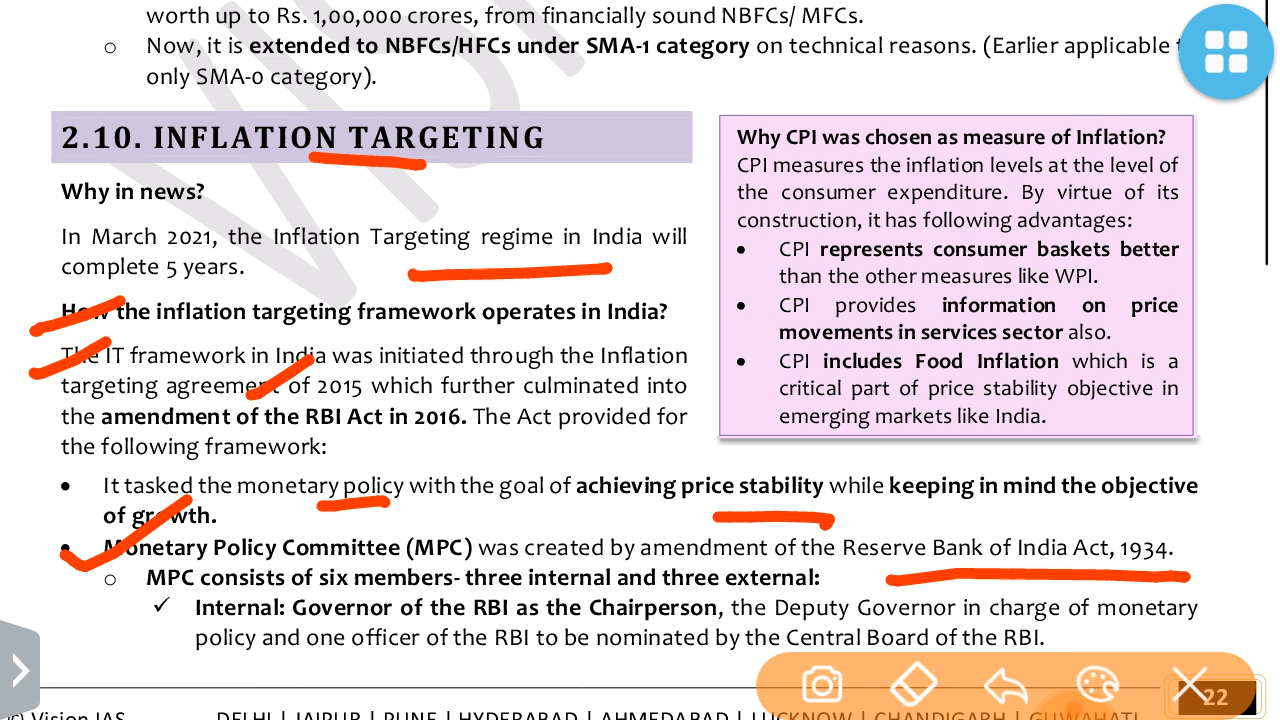 worth up to Rs. 1,00,000 crores, from financially sound NBFCs/ MFCs.
o Now, it is extended to NBFCs/HFCs under SMA-1 category on technical reasons. (Earlier applicable
only SMA-0 category).
2.10. INFLATION TARGETING
Why in news?
In March 2021, the Inflation Targeting regime in India will
complete 5 years.
How the inflation targeting framework operates in India?
The IT framework in India was initiated through the Inflation
targeting agreement of 2015 which further culminated into
the amendment of the RBI Act in 2016. The Act provided for
the following framework:
Why CPI was chosen as measure of Inflation?
CPI measures the inflation levels at the level of
the consumer expenditure. By virtue of its
construction, it has following advantages:
• CPI represents consumer baskets better
than the other measures like WPI.
• CPI provides information on price
movements in services sector also.
• CPI includes Food Inflation which is a
critical part of price stability objective in
emerging markets like India.
• It tasked the monetary policy with the goal of achieving price stability while keeping in mind the objective
of growth.
• Monetary Policy Committee (MPC) was created by amendment of the Reserve Bank of India Act, 1934.
o MPC consists of six members- three internal and three external:
✓ Internal: Governor of the RBI as the Chairperson, the Deputy Governor in charge of monetary
policy and one officer of the RBI to be nominated by the Central Board of the RBI.
22
Vision IAS DELHI | JAIPUR | PUNE | HYDERABAD | AHMEDABAD | LUCKNOW | CHANDIGARH | GUWAHATI